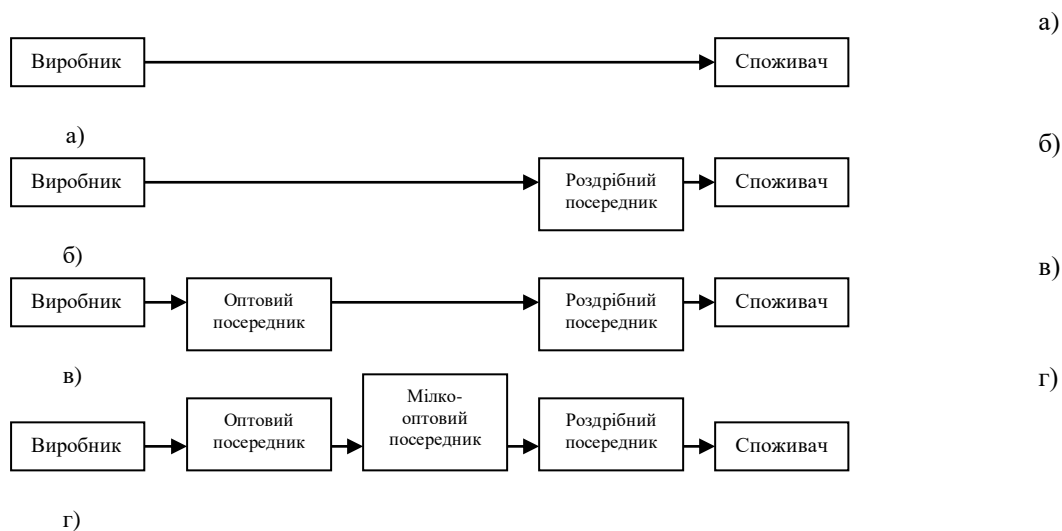 а)
Виробник
Споживач
а)
б)
Виробник
Роздрібний
посередник
Споживач
б)
в)
Виробник
Оптовий
посередник
Роздрібний
посередник
Споживач
в)
г)
Виробник
Оптовий
посередник
Мілко-
оптовий
посередник
Роздрібний
посередник
Споживач
г)